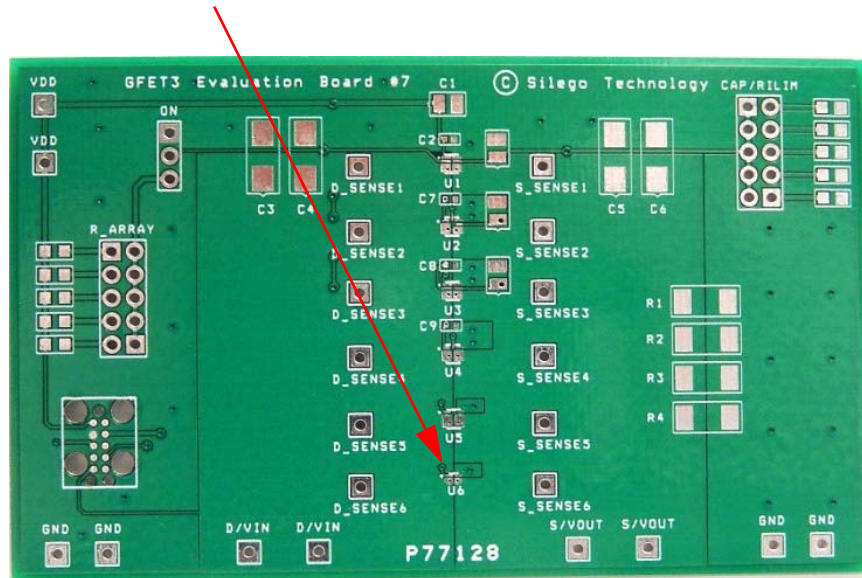 VDD
GFET3 Evaluation Board #7
C1
© Silego Technology
CAP/RILIM
ON
VDD
C2
U1
D_SENSE1
S_SENSE1
C3
C4
C7
C5
C6
R_ARRAY
U2
D_SENSE2
S_SENSE2
C8
U3
D_SENSE3
S_SENSE3
R1
C9
R2
U4
D_SENSE4
S_SENSE4
R3
R4
U5
D_SENSE5
S_SENSE5
U6
D_SENSE6
S_SENSE6
GND
GND
D/VIN
D/VIN
S/VOUT
S/VOUT
GND
GND
P77128